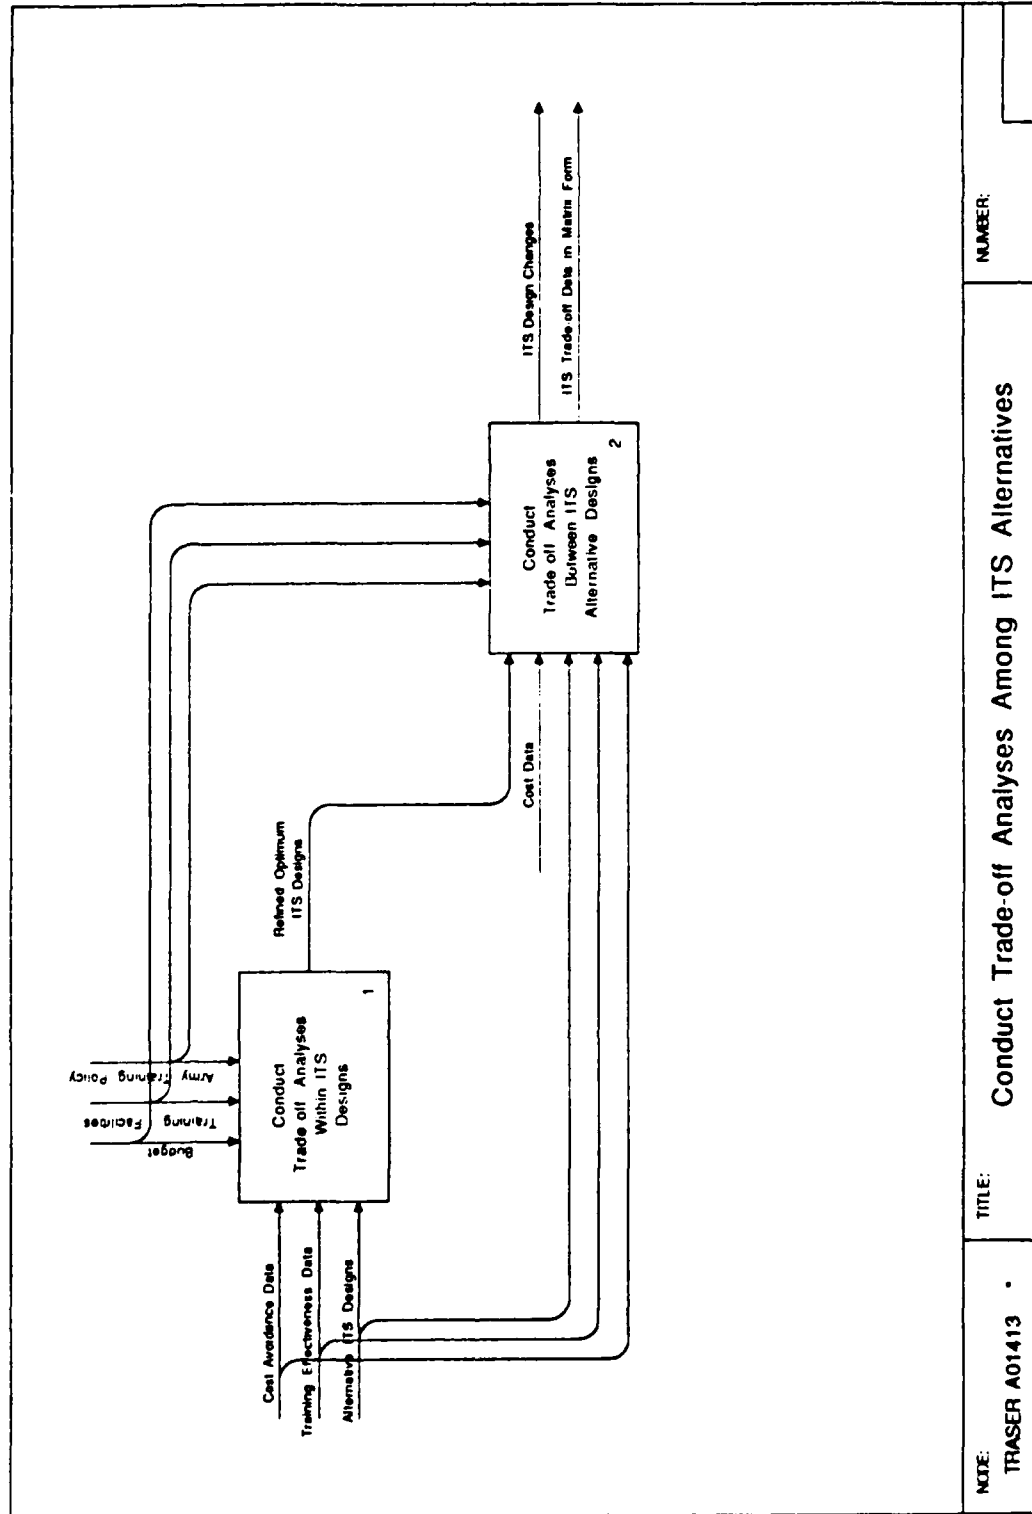 Budget
Training Facilities
Army Training Policy
Cost Avoidance Data
Training Effectiveness Data
Alternative ITS Designs
Conduct
Trade off Analyses
Within ITS
Designs
1
Refined Optimum
ITS Designs
Cost Data
Conduct
Trade off Analyses
Between ITS
Alternative Designs
2
ITS Design Changes
ITS Trade-off Data in Matrix Form
NODE:
TRASER A01413
TITLE:
Conduct Trade-off Analyses Among ITS Alternatives
NUMBER: